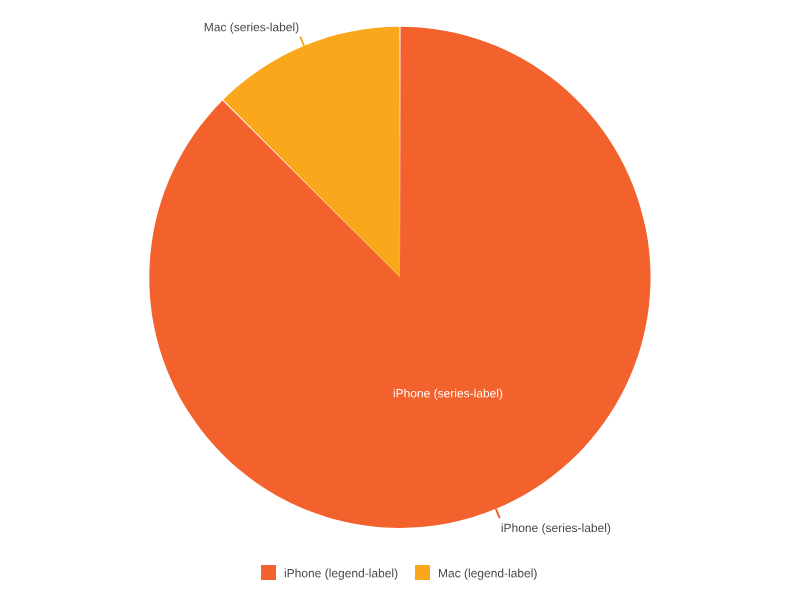 Mac (series-label)
iPhone (series-label)
iPhone (series-label)
iPhone (legend-label)
Mac (legend-label)